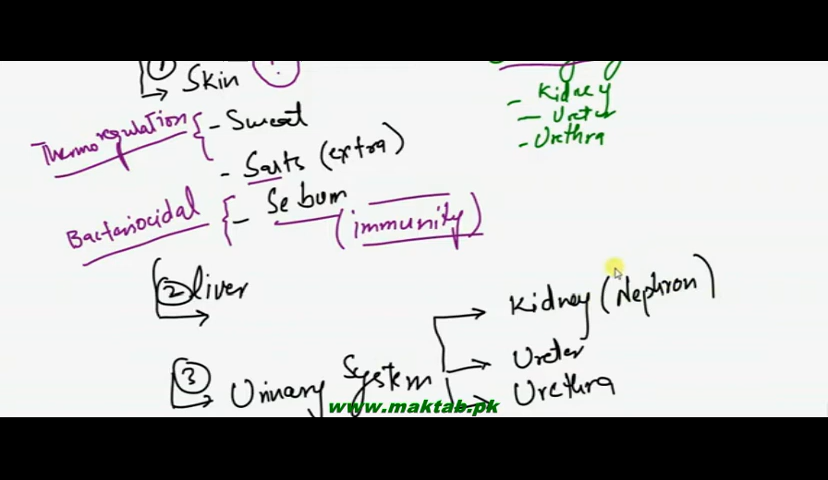 1 Skin ?
- Kidney
- Ureter
- Urethra
Thermoregulation { - Sweat
- Salts (extra)
Bacteriocidal { - Sebum
(immunity)
2 liver
Kidney (Nephron)
3 Urinary System
Ureter
Urethra
www.maktab.pk